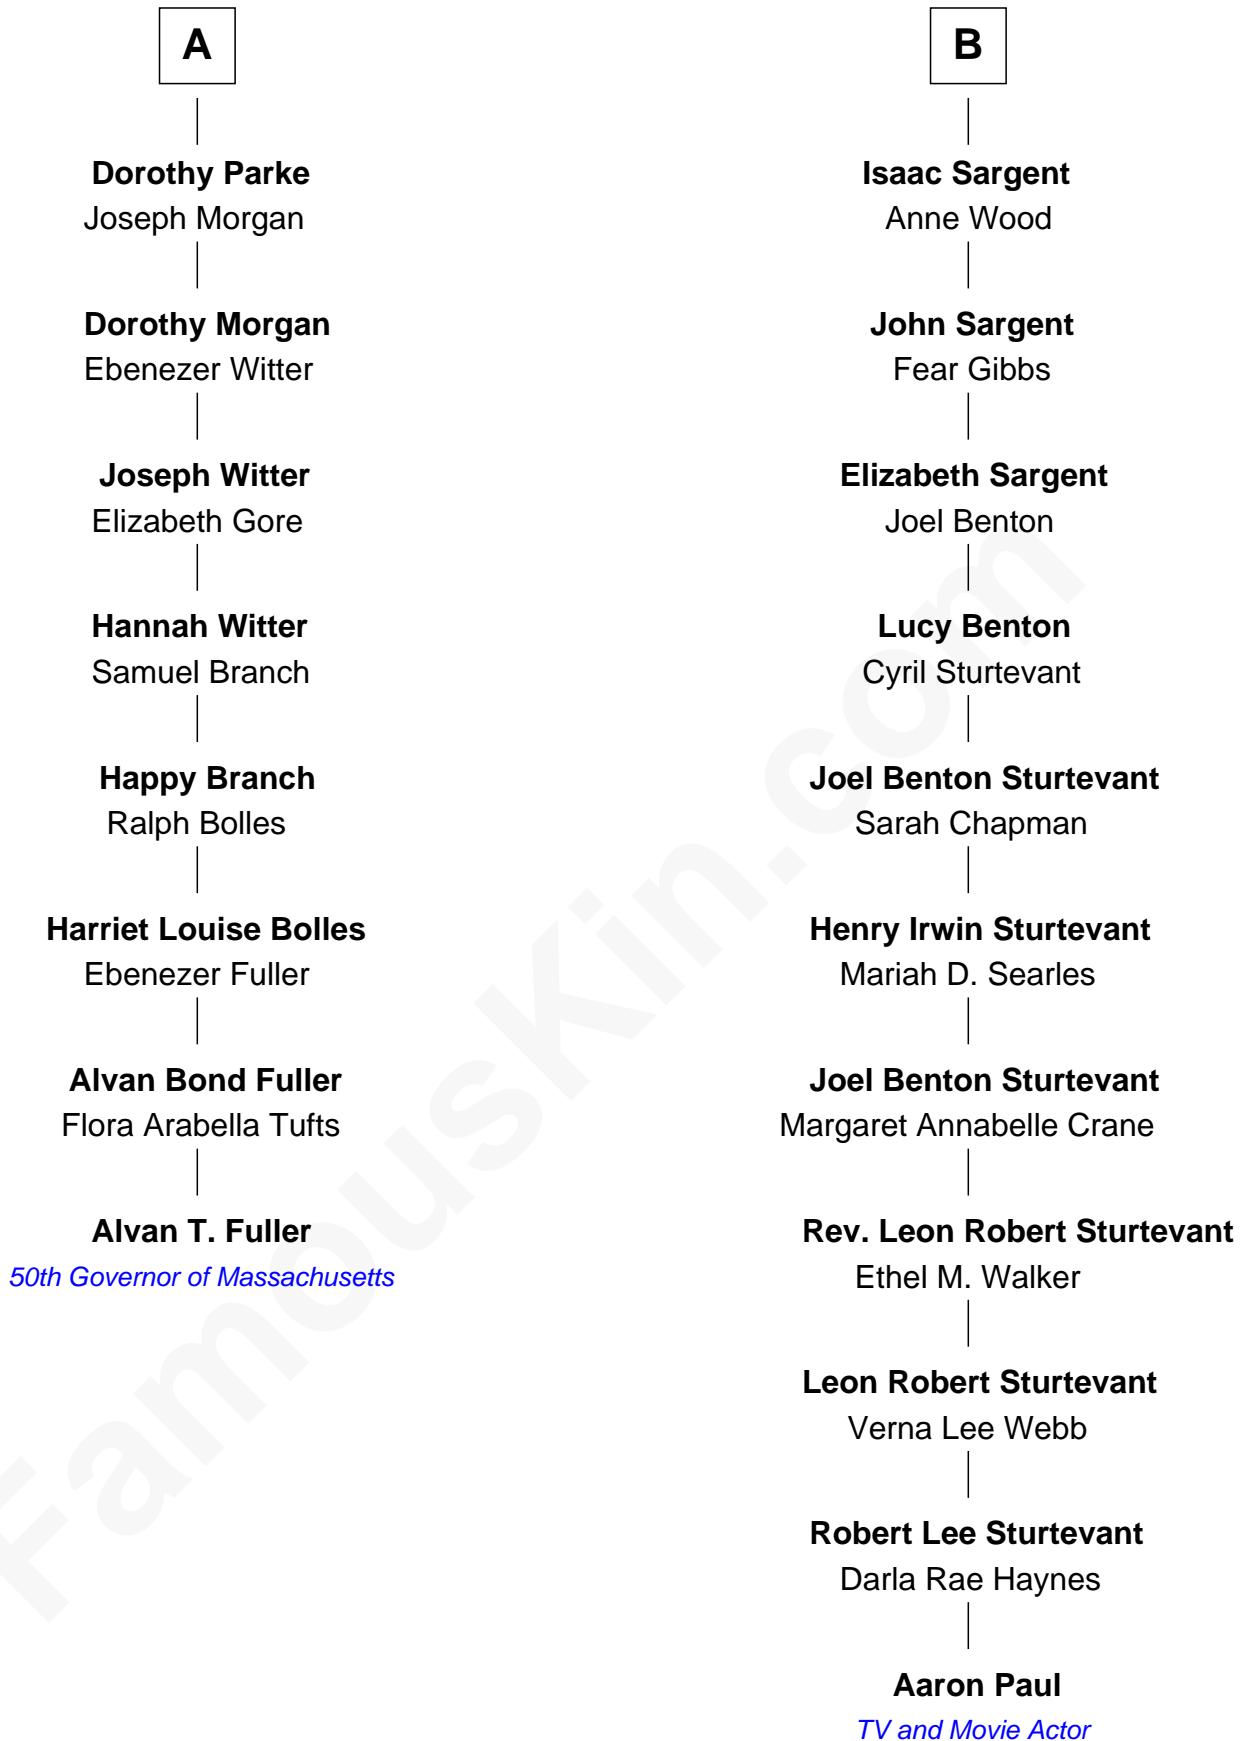 A
Dorothy Parke
Joseph Morgan
Dorothy Morgan
Ebenezer Witter
Joseph Witter
Elizabeth Gore
Hannah Witter
Samuel Branch
Happy Branch
Ralph Bolles
Harriet Louise Bolles
Ebenezer Fuller
Alvan Bond Fuller
Flora Arabella Tufts
Alvan T. Fuller
50th Governor of Massachusetts
B
Isaac Sargent
Anne Wood
John Sargent
Fear Gibbs
Elizabeth Sargent
Joel Benton
Lucy Benton
Cyril Sturtevant
Joel Benton Sturtevant
Sarah Chapman
Henry Irwin Sturtevant
Mariah D. Searles
Joel Benton Sturtevant
Margaret Annabelle Crane
Rev. Leon Robert Sturtevant
Ethel M. Walker
Leon Robert Sturtevant
Verna Lee Webb
Robert Lee Sturtevant
Darla Rae Haynes
Aaron Paul
TV and Movie Actor
FamousKin.com